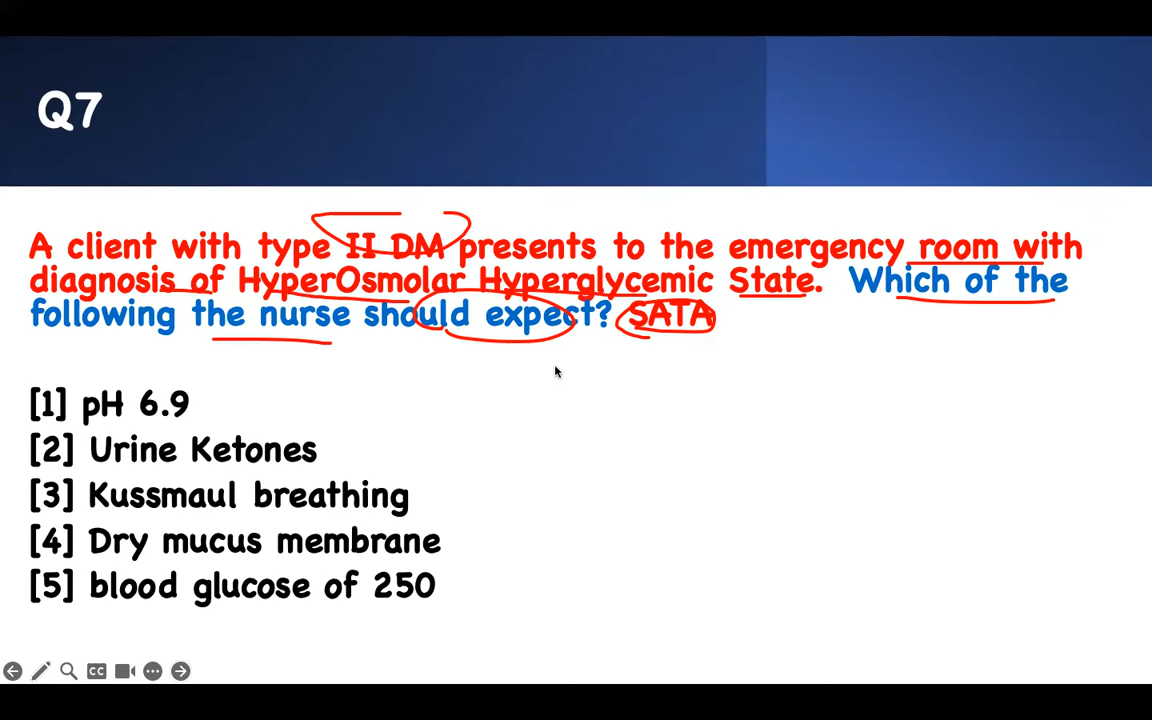 Q7
A client with type II DM presents to the emergency room with
diagnosis of HyperOsmolar Hyperglycemic State. Which of the
following the nurse should expect? SATA
[1] pH 6.9
[2] Urine Ketones
[3] Kussmaul breathing
[4] Dry mucus membrane
[5] blood glucose of 250
CC